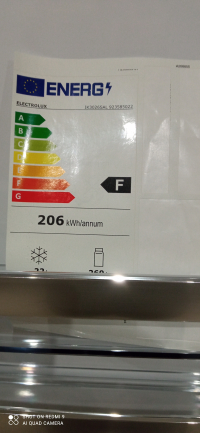 ENERG
ELECTROLUX
A
B
C
D
E
F
G
F
206 kWh/annum
SHOT ON REDMI 9
AI QUAD CAMERA